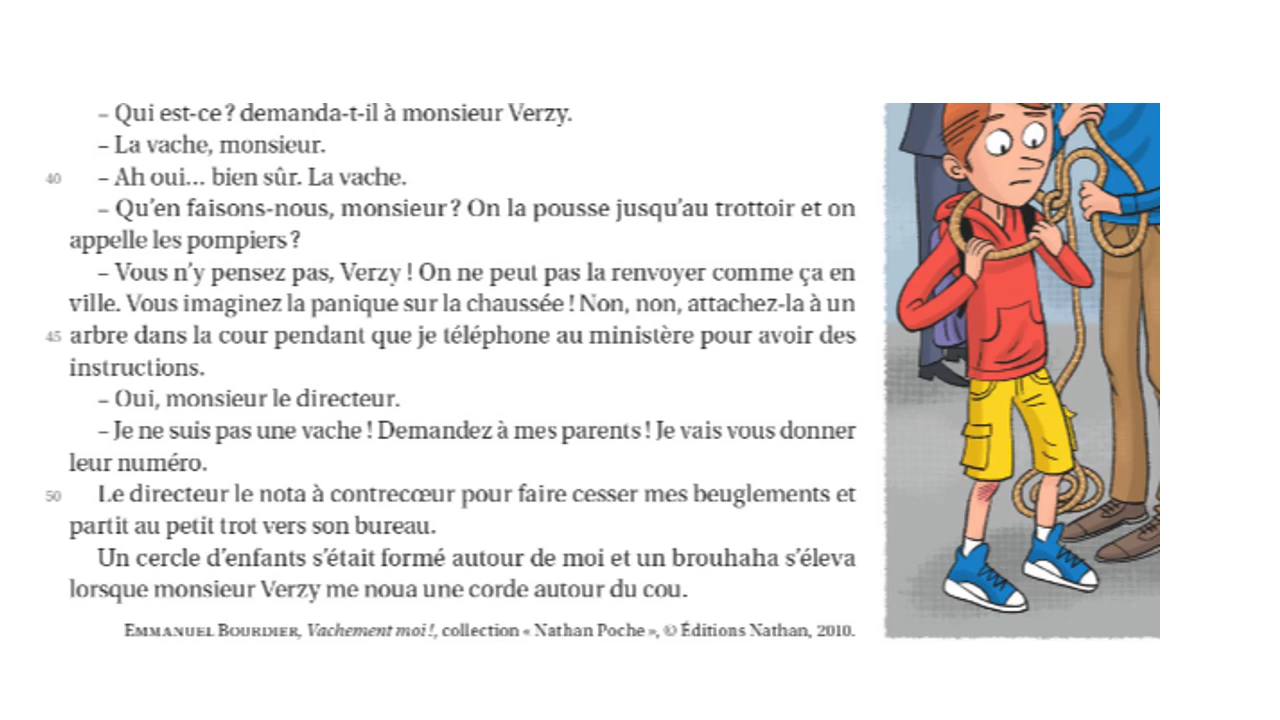 – Qui est-ce ? demanda-t-il à monsieur Verzy.
– La vache, monsieur.
40 – Ah oui... bien sûr. La vache.
– Qu'en faisons-nous, monsieur ? On la pousse jusqu'au trottoir et on
appelle les pompiers ?
– Vous n'y pensez pas, Verzy ! On ne peut pas la renvoyer comme ça en
ville. Vous imaginez la panique sur la chaussée ! Non, non, attachez-la à un
45 arbre dans la cour pendant que je téléphone au ministère pour avoir des
instructions.
– Oui, monsieur le directeur.
– Je ne suis pas une vache ! Demandez à mes parents ! Je vais vous donner
leur numéro.
50 Le directeur le nota à contrecœur pour faire cesser mes beuglements et
partit au petit trot vers son bureau.
Un cercle d'enfants s'était formé autour de moi et un brouhaha s'éleva
lorsque monsieur Verzy me noua une corde autour du cou.
EMMANUEL BOURDIER, Vachement moi !, collection « Nathan Poche », © Éditions Nathan, 2010.